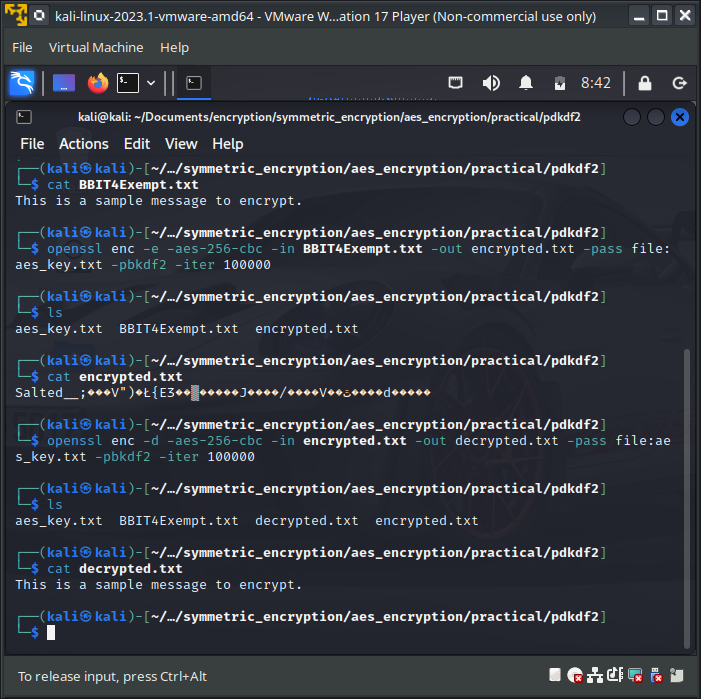 kali-linux-2023.1-vmware-amd64 - VMware W...ation 17 Player (Non-commercial use only)
File Virtual Machine Help
8:42
kali@kali: ~/Documents/encryption/symmetric_encryption/aes_encryption/practical/pdkdf2
File Actions Edit View Help
┌──(kali㉿kali)-[~/…/symmetric_encryption/aes_encryption/practical/pdkdf2]
└─$ cat BBIT4Exempt.txt
This is a sample message to encrypt.
┌──(kali㉿kali)-[~/…/symmetric_encryption/aes_encryption/practical/pdkdf2]
└─$ openssl enc -e -aes-256-cbc -in BBIT4Exempt.txt -out encrypted.txt -pass file:
aes_key.txt -pbkdf2 -iter 100000
┌──(kali㉿kali)-[~/…/symmetric_encryption/aes_encryption/practical/pdkdf2]
└─$ ls
aes_key.txt BBIT4Exempt.txt encrypted.txt
┌──(kali㉿kali)-[~/…/symmetric_encryption/aes_encryption/practical/pdkdf2]
└─$ cat encrypted.txt
Salted__;���V")�Ł{E3��▒�����J����/����V��ݖ����d�����
┌──(kali㉿kali)-[~/…/symmetric_encryption/aes_encryption/practical/pdkdf2]
└─$ openssl enc -d -aes-256-cbc -in encrypted.txt -out decrypted.txt -pass file:ae
s_key.txt -pbkdf2 -iter 100000
┌──(kali㉿kali)-[~/…/symmetric_encryption/aes_encryption/practical/pdkdf2]
└─$ ls
aes_key.txt BBIT4Exempt.txt decrypted.txt encrypted.txt
┌──(kali㉿kali)-[~/…/symmetric_encryption/aes_encryption/practical/pdkdf2]
└─$ cat decrypted.txt
This is a sample message to encrypt.
┌──(kali㉿kali)-[~/…/symmetric_encryption/aes_encryption/practical/pdkdf2]
└─$
To release input, press Ctrl+Alt